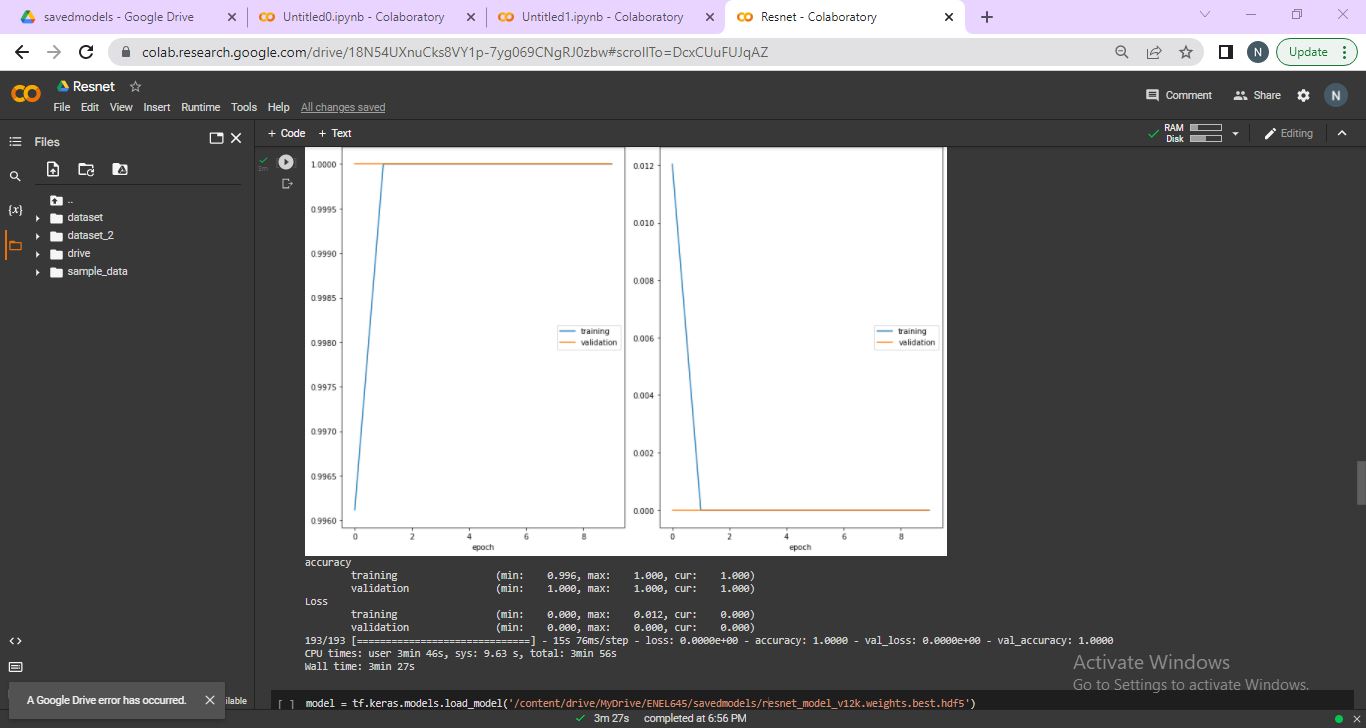 savedmodels - Google Drive
Untitled0.ipynb - Colaboratory
Untitled1.ipynb - Colaboratory
Resnet - Colaboratory
colab.research.google.com/drive/18N54UXnuCks8VY1p-7yg069CNgRJ0zbw#scrollTo=DcxCUuFUJqAZ
N
Update
CO
Resnet
File Edit View Insert Runtime Tools Help All changes saved
Comment
Share
N
Files
+ Code + Text
RAM
Disk
Editing
{x}
..
dataset
dataset_2
drive
sample_data
1.0000
0.9995
0.9990
0.9985
0.9980
0.9975
0.9970
0.9965
0.9960
0 2 4 6 8
epoch
training
validation
0.012
0.010
0.008
0.006
0.004
0.002
0.000
0 2 4 6 8
epoch
training
validation
accuracy
training (min: 0.996, max: 1.000, cur: 1.000)
validation (min: 1.000, max: 1.000, cur: 1.000)
Loss
training (min: 0.000, max: 0.012, cur: 0.000)
validation (min: 0.000, max: 0.000, cur: 0.000)
193/193 [==============================] - 15s 76ms/step - loss: 0.0000e+00 - accuracy: 1.0000 - val_loss: 0.0000e+00 - val_accuracy: 1.0000
CPU times: user 3min 46s, sys: 9.63 s, total: 3min 56s
Wall time: 3min 27s
[ ] model = tf.keras.models.load_model('/content/drive/MyDrive/ENEL645/savedmodels/resnet_model_v12k.weights.best.hdf5')
A Google Drive error has occurred.
ilable
Activate Windows
Go to Settings to activate Windows.
3m 27s completed at 6:56 PM